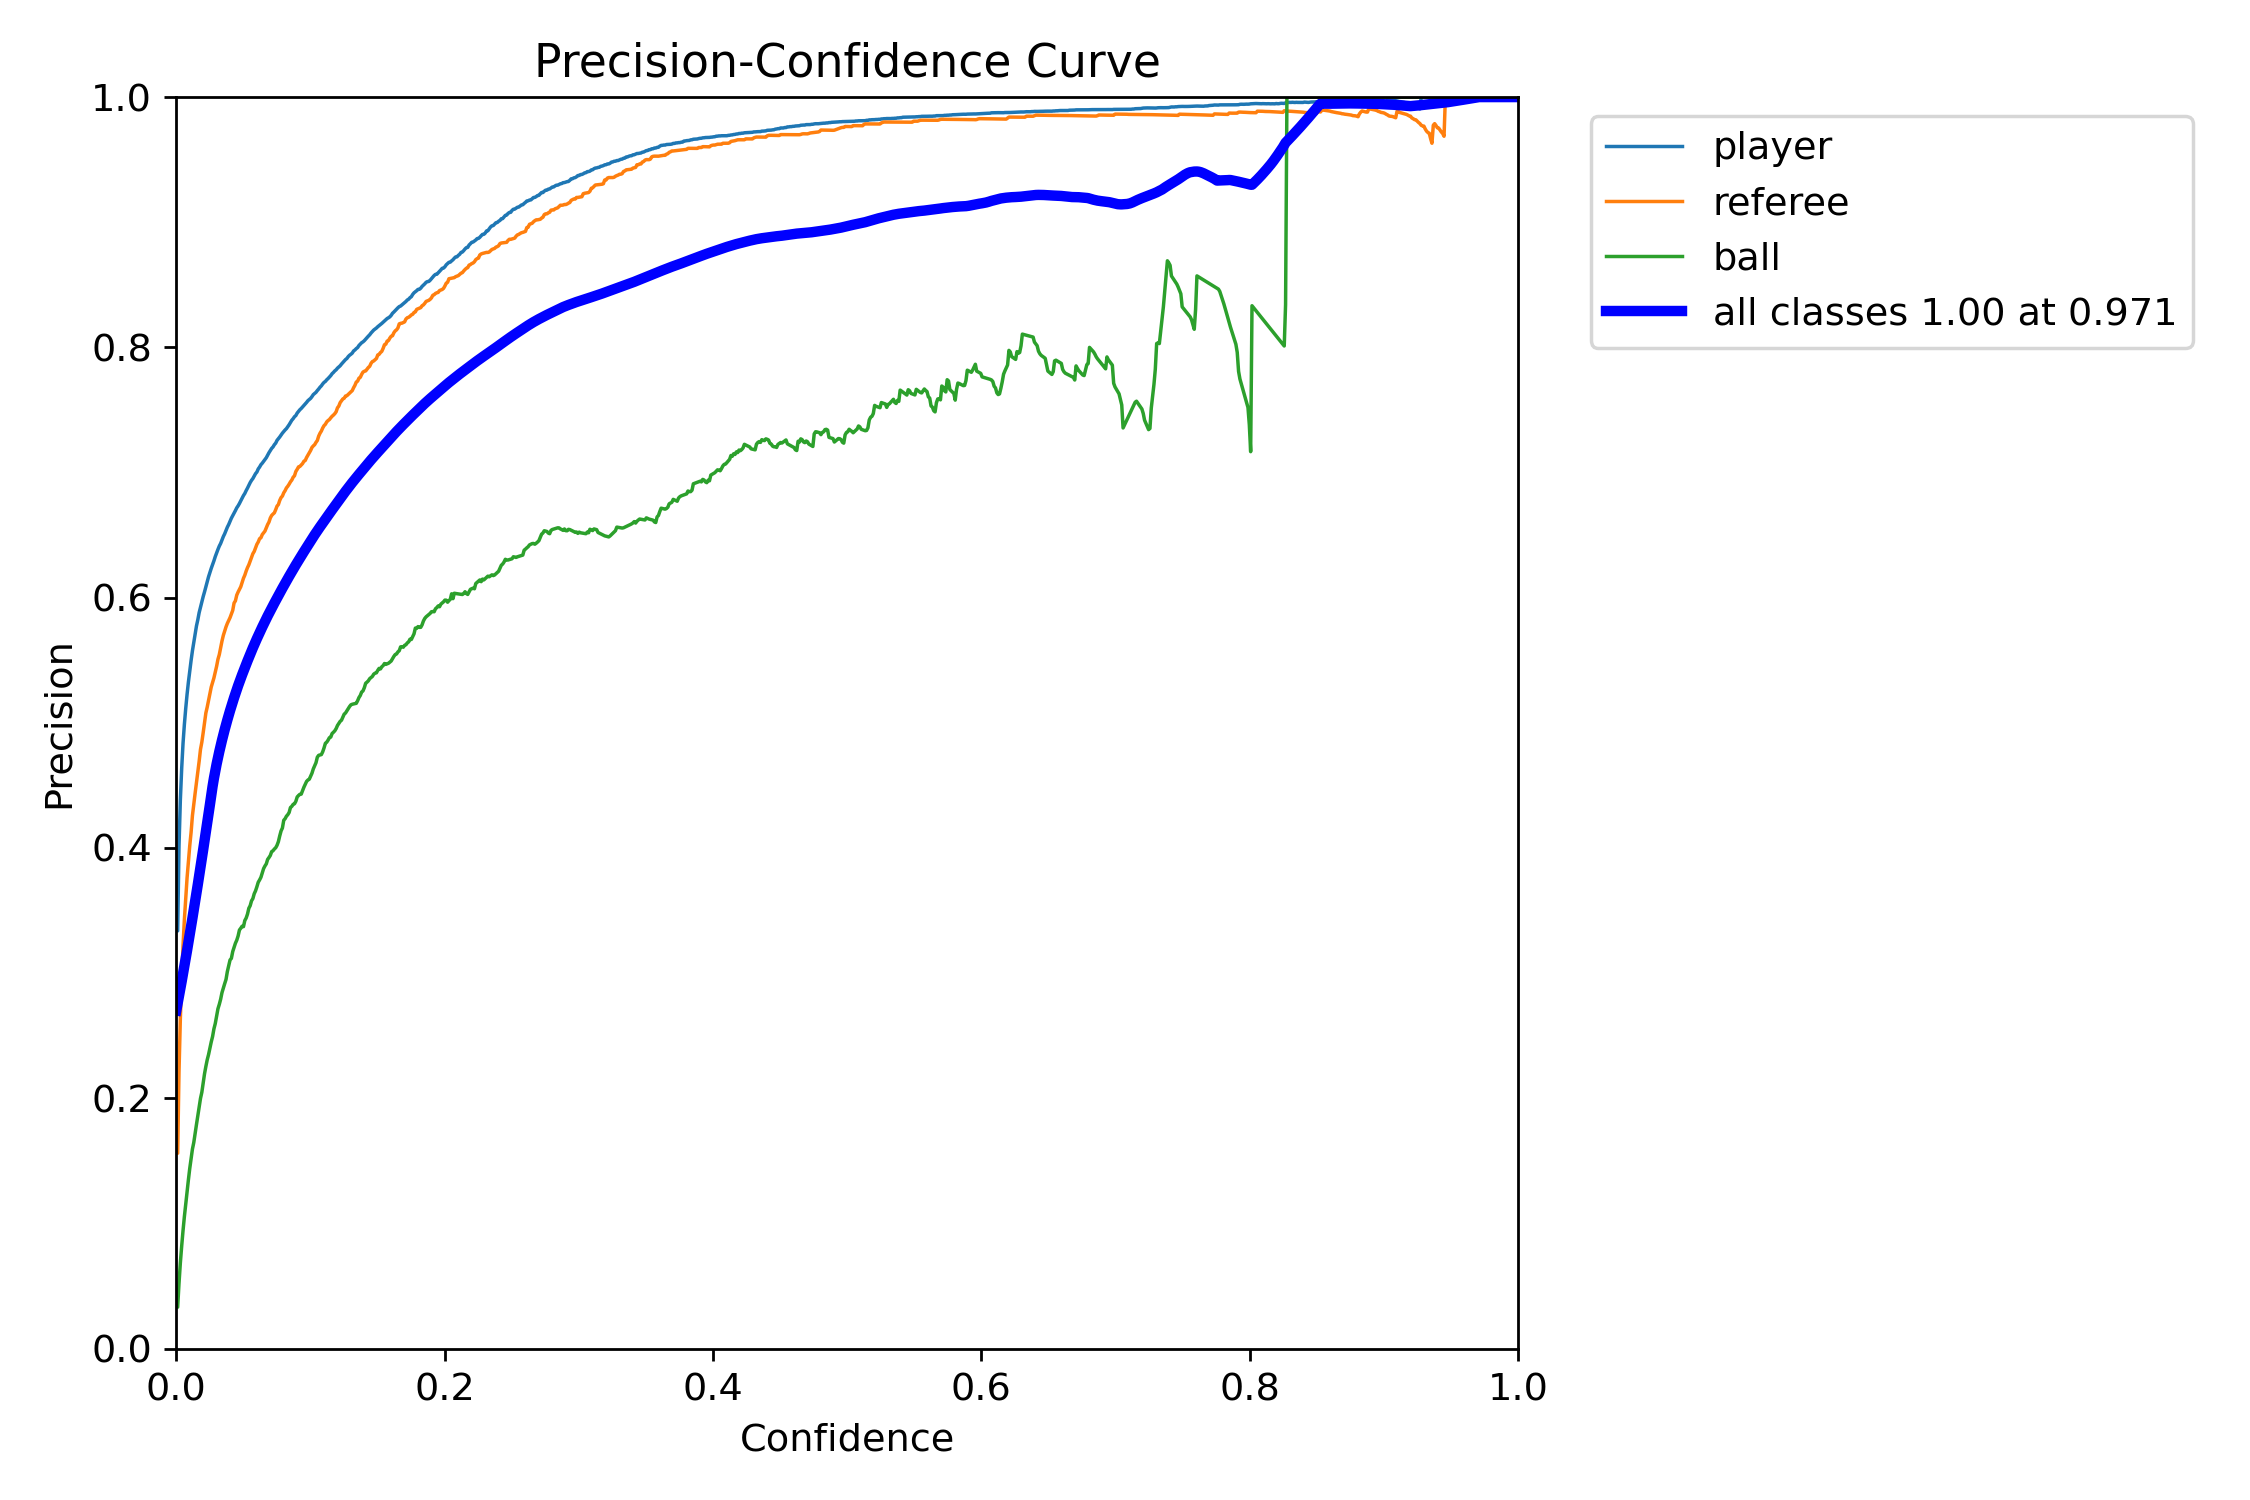 Precision-Confidence Curve
1.0
0.8
0.6
0.4
0.2
0.0
Precision
0.0 0.2 0.4 0.6 0.8 1.0
Confidence
player
referee
ball
all classes 1.00 at 0.971